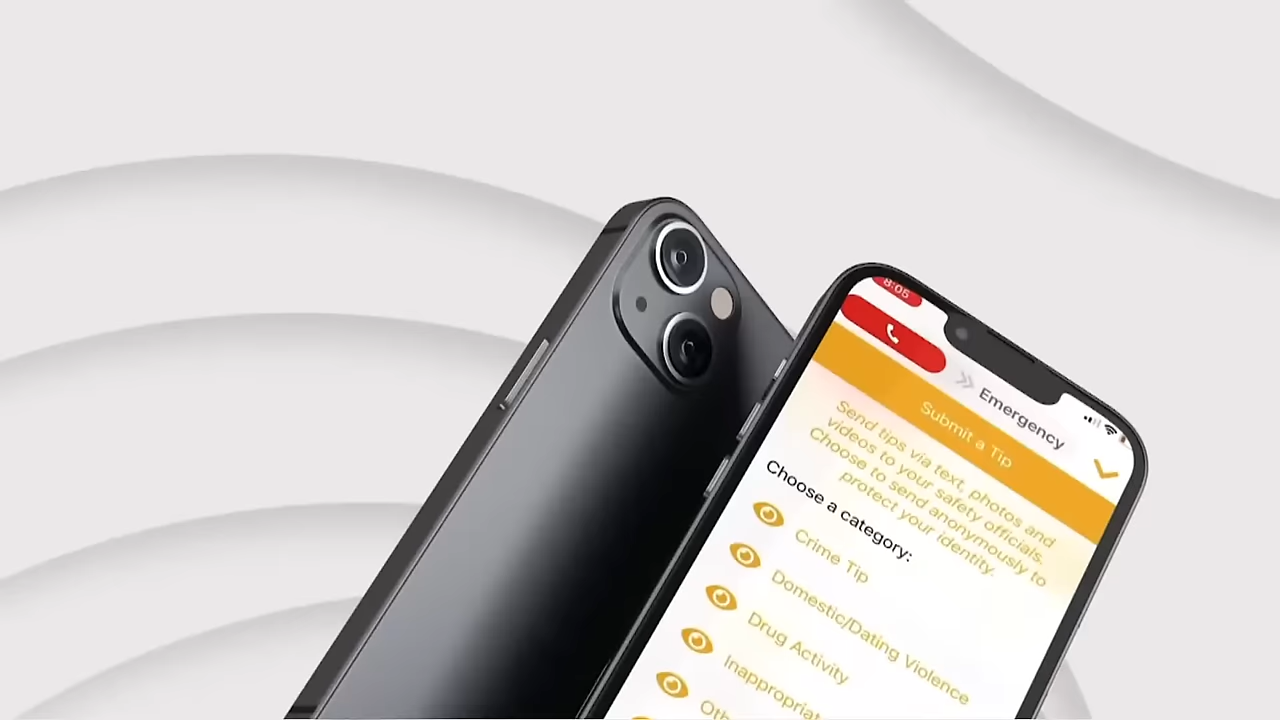 8:05
Emergency
Submit a Tip
Send tips via text, photos and
videos to your safety officials.
Choose to send anonymously to
protect your identity.
Choose a category:
Crime Tip
Domestic/Dating Violence
Drug Activity